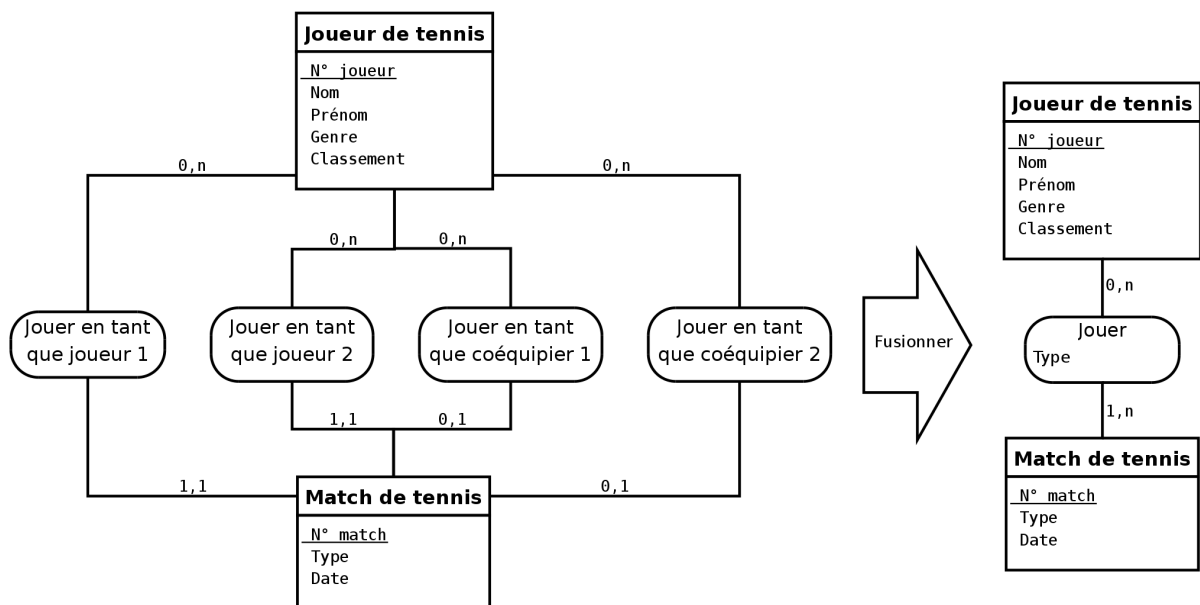 Joueur de tennis
N° joueur
Nom
Prénom
Genre
Classement
0,n
0,n
0,n
0,n
Jouer en tant
que joueur 1
Jouer en tant
que joueur 2
Jouer en tant
que coéquipier 1
Jouer en tant
que coéquipier 2
1,1
0,1
1,1
0,1
Match de tennis
N° match
Type
Date
Fusionner
Joueur de tennis
N° joueur
Nom
Prénom
Genre
Classement
0,n
Jouer
Type
1,n
Match de tennis
N° match
Type
Date